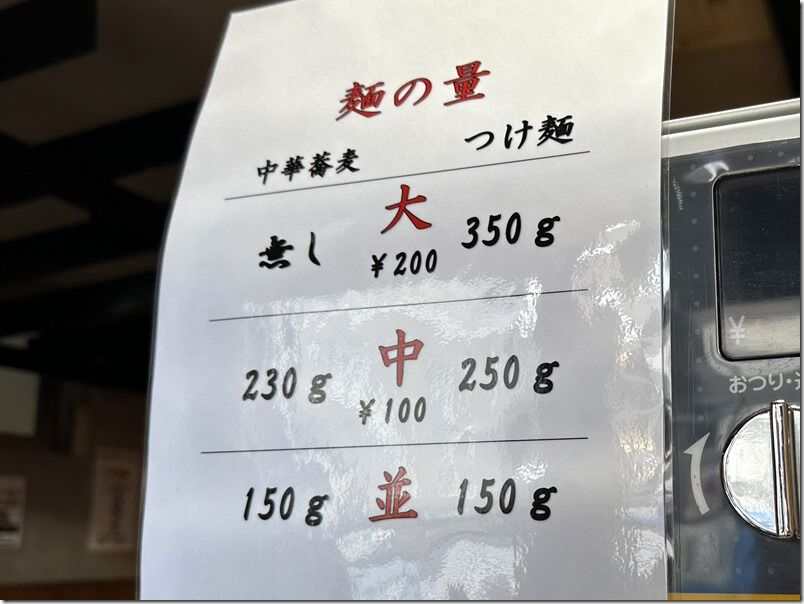 麺の量
中華蕎麦 つけ麺
無し 大 350g
¥200
230g 中 250g
¥100
150g 並 150g
¥
おつり・